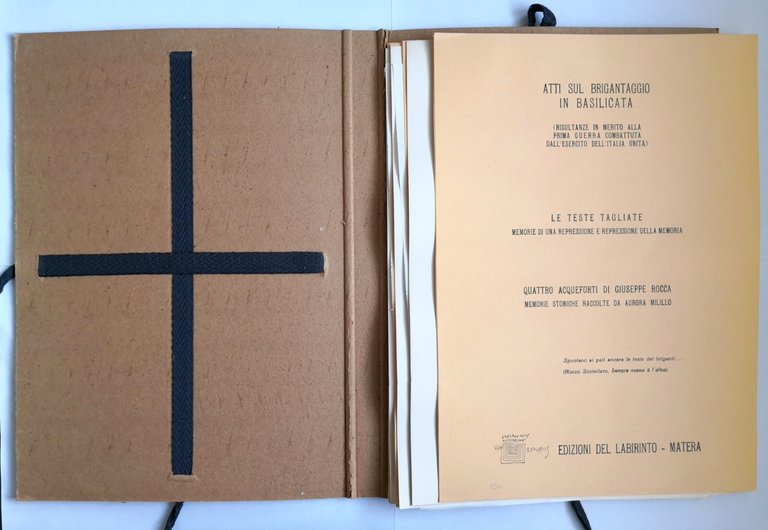 ATTI SUL BRIGANTAGGIO
IN BASILICATA
(RISULTANZE IN MERITO ALLA
PRIMA GUERRA COMBATTUTA
DALL'ESERCITO DELL'ITALIA UNITA)
LE TESTE TAGLIATE
MEMORIE DI UNA REPRESSIONE E REPRESSIONE DELLA MEMORIA
QUATTRO ACQUEFORTI DI GIUSEPPE ROCCA
MEMORIE STORICHE RACCOLTE DA AURORA MILILLO
Spuntano ai pali ancora le teste dei briganti...
(Rocco Scotellaro, Sempre nuova è l'alba).
EDIZIONI DEL LABIRINTO - MATERA